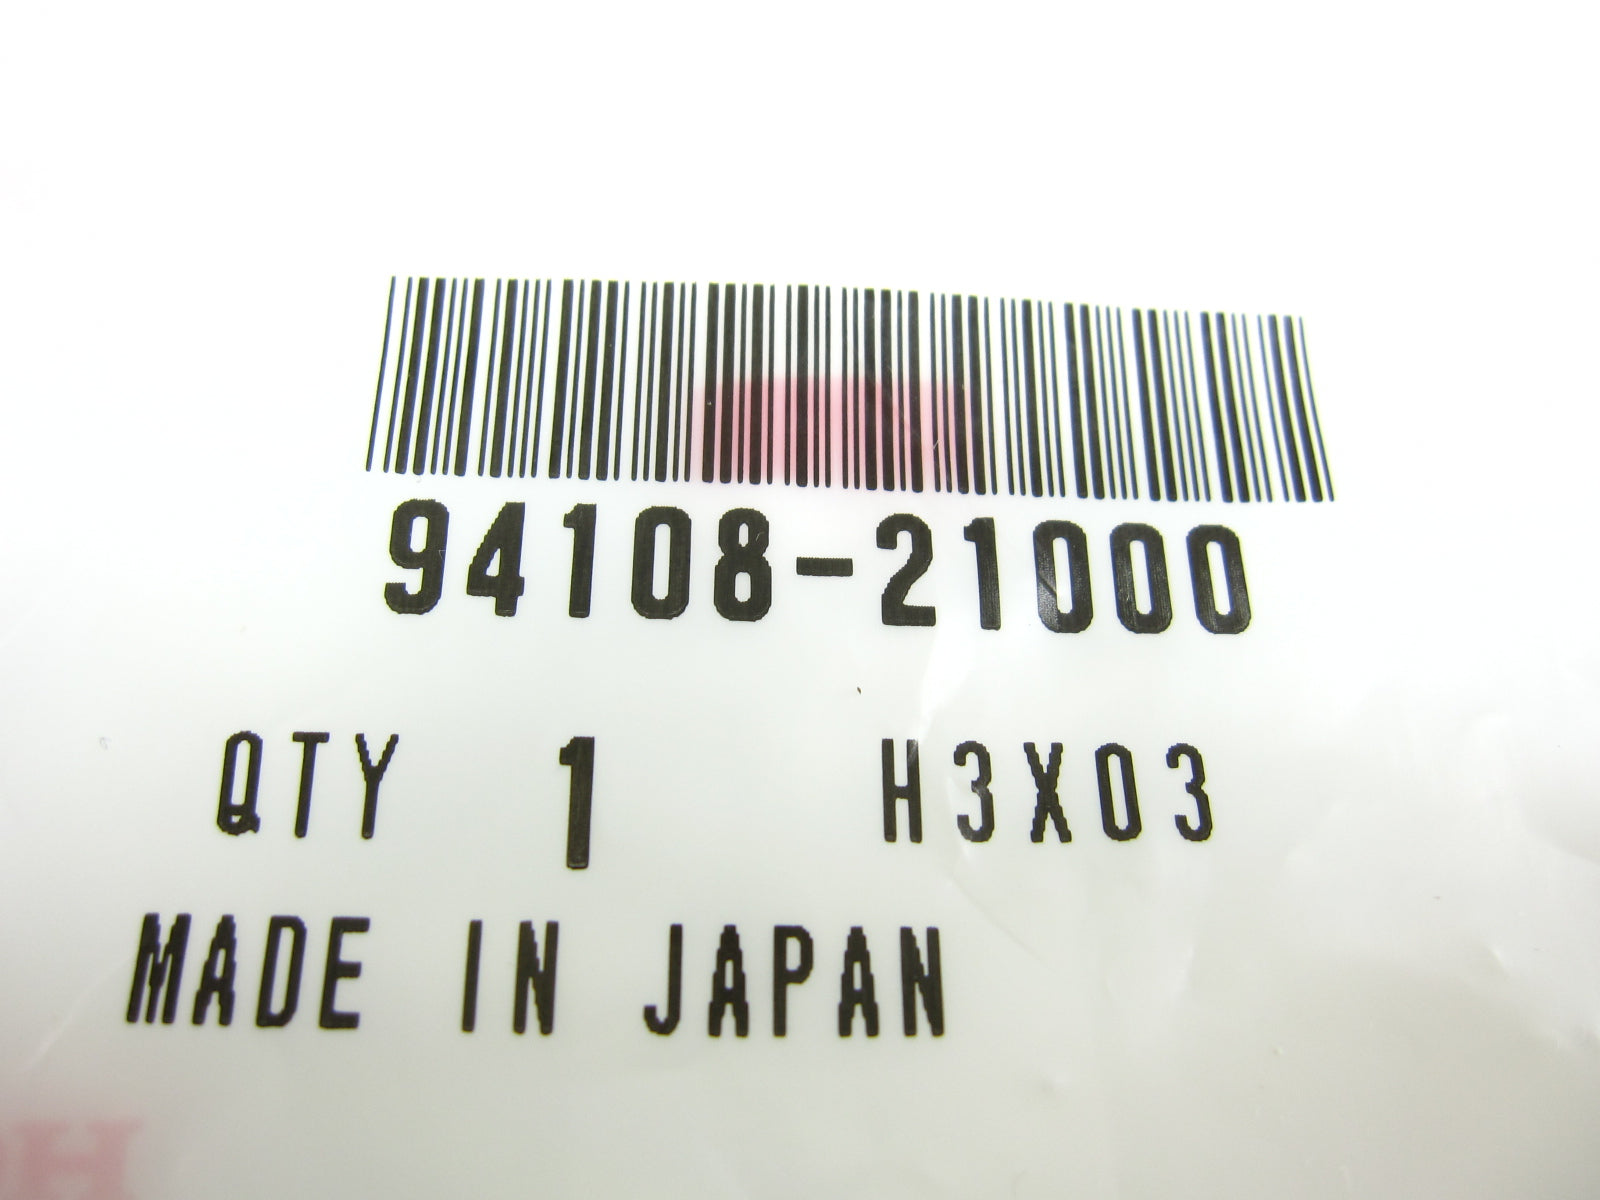 94108-21000
QTY 1 H3X03
MADE IN JAPAN
H